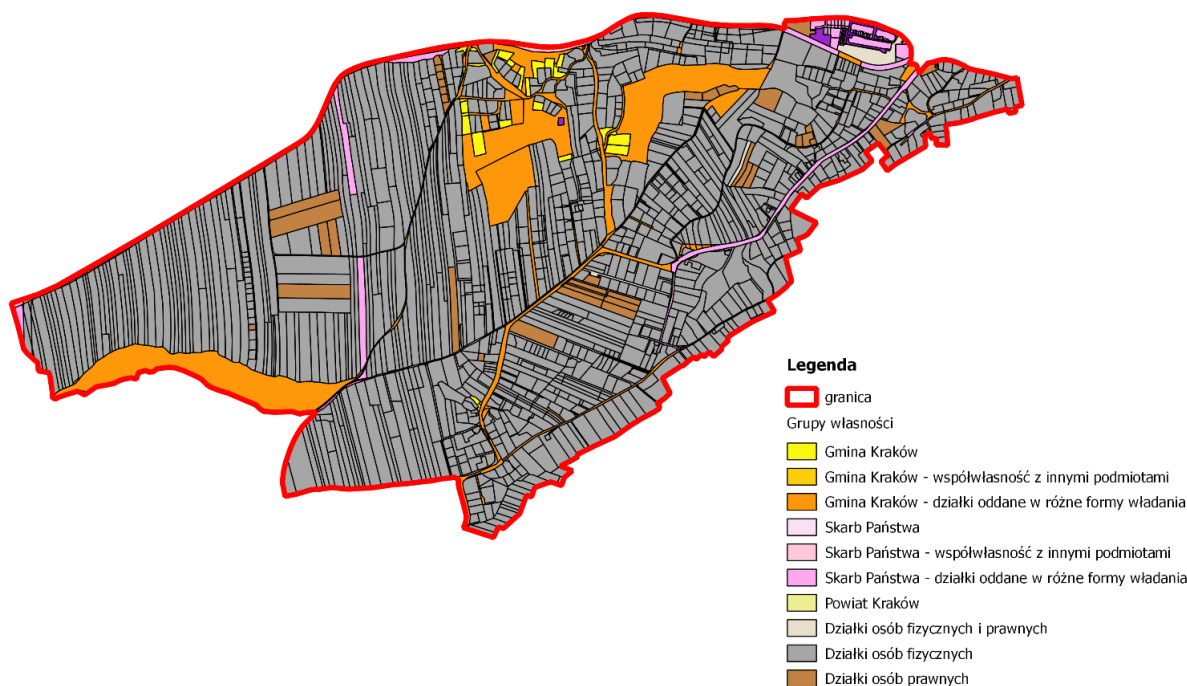 Legenda
granica
Grupy własności
Gmina Kraków
Gmina Kraków - współwłasność z innymi podmiotami
Gmina Kraków - działki oddane w różne formy władania
Skarb Państwa
Skarb Państwa - współwłasność z innymi podmiotami
Skarb Państwa - działki oddane w różne formy władania
Powiat Kraków
Działki osób fizycznych i prawnych
Działki osób fizycznych
Działki osób prawnych